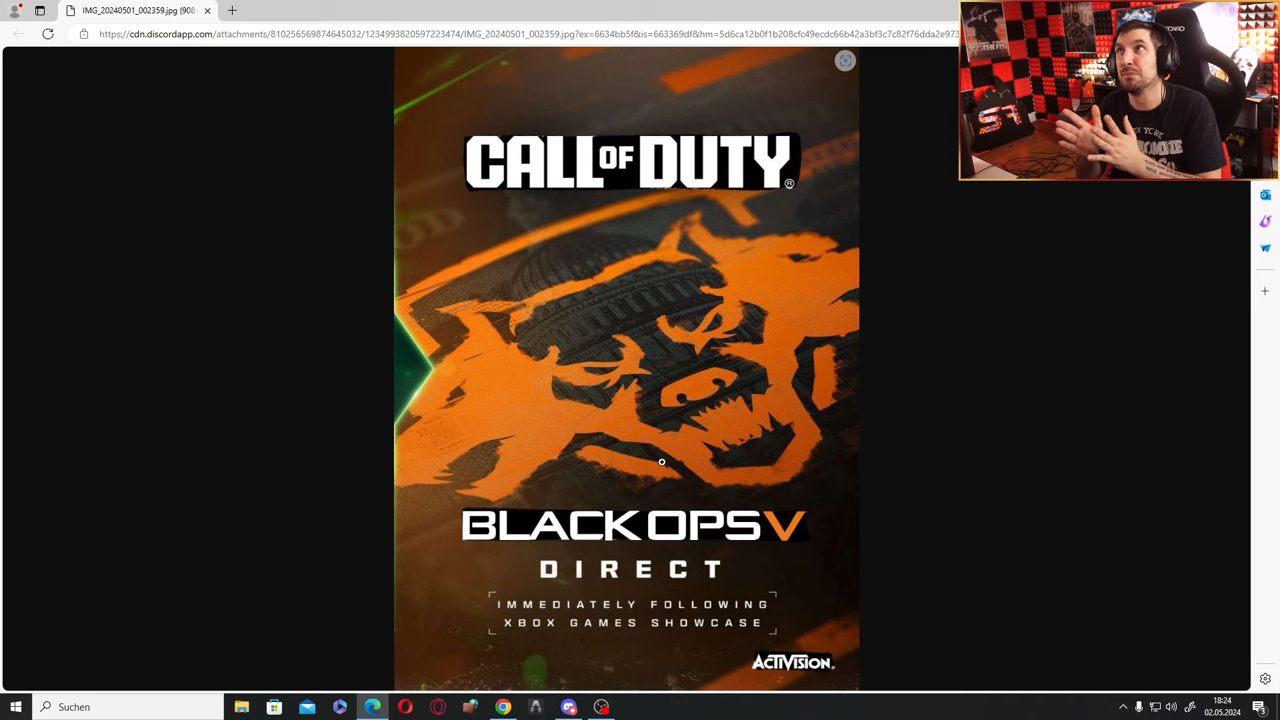 IMG_20240501_002359.jpg (908
https://cdn.discordapp.com/attachments/810256569874645032/1234993820597223474/IMG_20240501_002359.jpg?ex=6634bb5f&is=663369df&hm=5d6ca12b0f1b208cfc49ecdc66b42a3bf3c7c82f76dda2e973
CALL OF DUTY®
BLACK OPS V
DIRECT
IMMEDIATELY FOLLOWING
XBOX GAMES SHOWCASE
ACTIVISION.
Suchen
18:24
02.05.2024